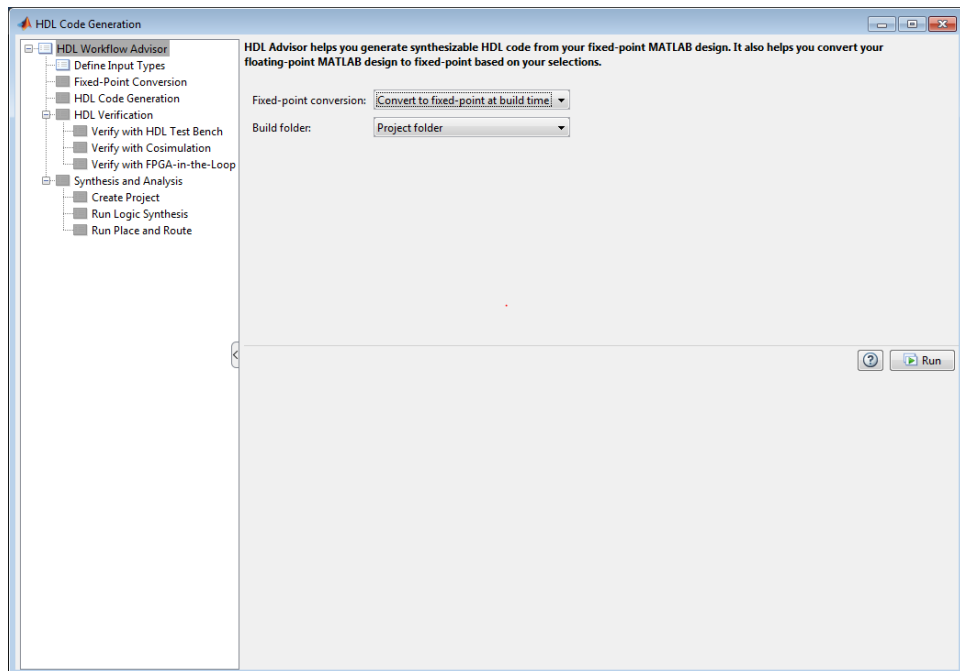 HDL Code Generation
HDL Workflow Advisor
Define Input Types
Fixed-Point Conversion
HDL Code Generation
HDL Verification
Verify with HDL Test Bench
Verify with Cosimulation
Verify with FPGA-in-the-Loop
Synthesis and Analysis
Create Project
Run Logic Synthesis
Run Place and Route
HDL Advisor helps you generate synthesizable HDL code from your fixed-point MATLAB design. It also helps you convert your
floating-point MATLAB design to fixed-point based on your selections.
Fixed-point conversion: Convert to fixed-point at build time
Build folder: Project folder
Run